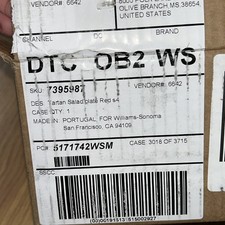 VENDOR#: 6642
OLIVE BRANCH, MS, 38654
UNITED STATES
CHANNEL
DC
BRAND
DTC OB2 WS
SKU: 7395987
VENDOR#: 6642
DES: Tartan Salad plate Red s4
CASE QTY: 1
MADE IN: PORTUGAL, FOR Williams-Sonoma
San Francisco, CA 94109
PO#: 5171742WSM
CASE 3018 OF 3715
SSCC